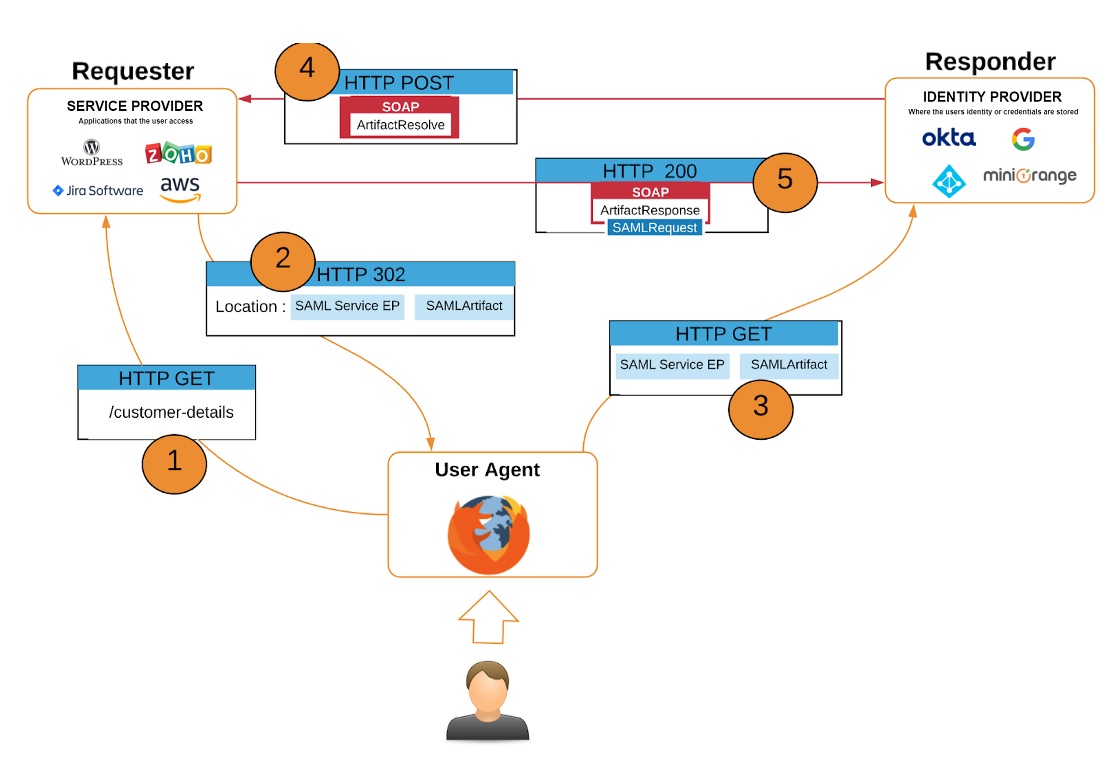 Requester
SERVICE PROVIDER
Applications that the user access
WORDPRESS
ZOHO
Jira Software
aws
4
HTTP POST
SOAP
ArtifactResolve
Responder
IDENTITY PROVIDER
Where the users identity or credentials are stored
okta
G
miniOrange
HTTP 200
5
SOAP
ArtifactResponse
SAMLRequest
2
HTTP 302
Location :
SAML Service EP
SAMLArtifact
HTTP GET
SAML Service EP
SAMLArtifact
3
HTTP GET
/customer-details
1
User Agent